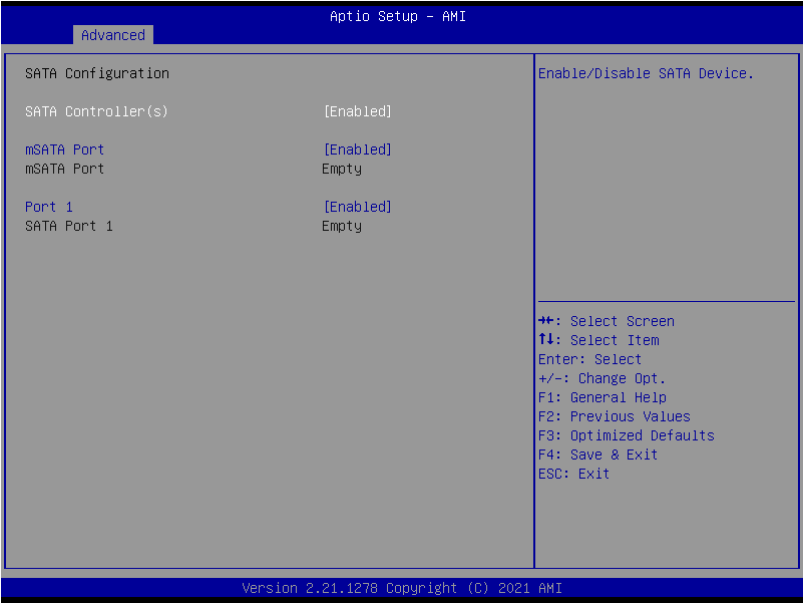 Aptio Setup – AMI
Advanced
SATA Configuration
SATA Controller(s) [Enabled]
mSATA Port [Enabled]
mSATA Port Empty
Port 1 [Enabled]
SATA Port 1 Empty
Enable/Disable SATA Device.
→←: Select Screen
↑↓: Select Item
Enter: Select
+/-: Change Opt.
F1: General Help
F2: Previous Values
F3: Optimized Defaults
F4: Save & Exit
ESC: Exit
Version 2.21.1278 Copyright (C) 2021 AMI